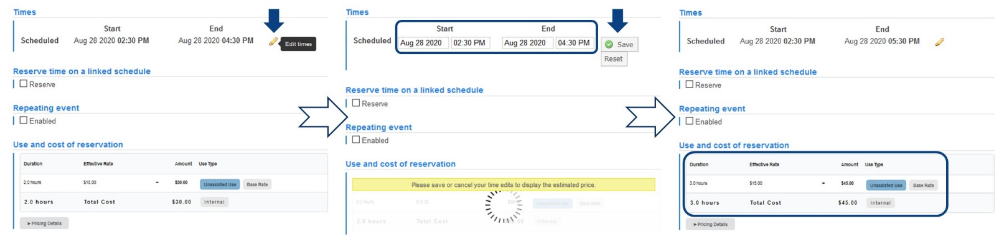 Times
Start End
Scheduled Aug 28 2020 02:30 PM Aug 28 2020 04:30 PM Edit times
Reserve time on a linked schedule
Reserve
Repeating event
Enabled
Use and cost of reservation
Duration Effective Rate Amount Use Type
2.0 hours $15.00 - $30.00 Unassisted Use Base Rate
2.0 hours Total Cost $30.00 Internal
►Pricing Details
Times
Start End
Scheduled Aug 28 2020 02:30 PM Aug 28 2020 04:30 PM Save
Reset
Reserve time on a linked schedule
Reserve
Repeating event
Enabled
Use and cost of reservation
Please save or cancel your time edits to display the estimated price.
2.0 hours $15.00 Unassisted Use Base Rate
2.0 hours Total Cost Internal
Times
Start End
Scheduled Aug 28 2020 02:30 PM Aug 28 2020 05:30 PM
Reserve time on a linked schedule
Reserve
Repeating event
Enabled
Use and cost of reservation
Duration Effective Rate Amount Use Type
3.0 hours $15.00 - $45.00 Unassisted Use Base Rate
3.0 hours Total Cost $45.00 Internal
►Pricing Details